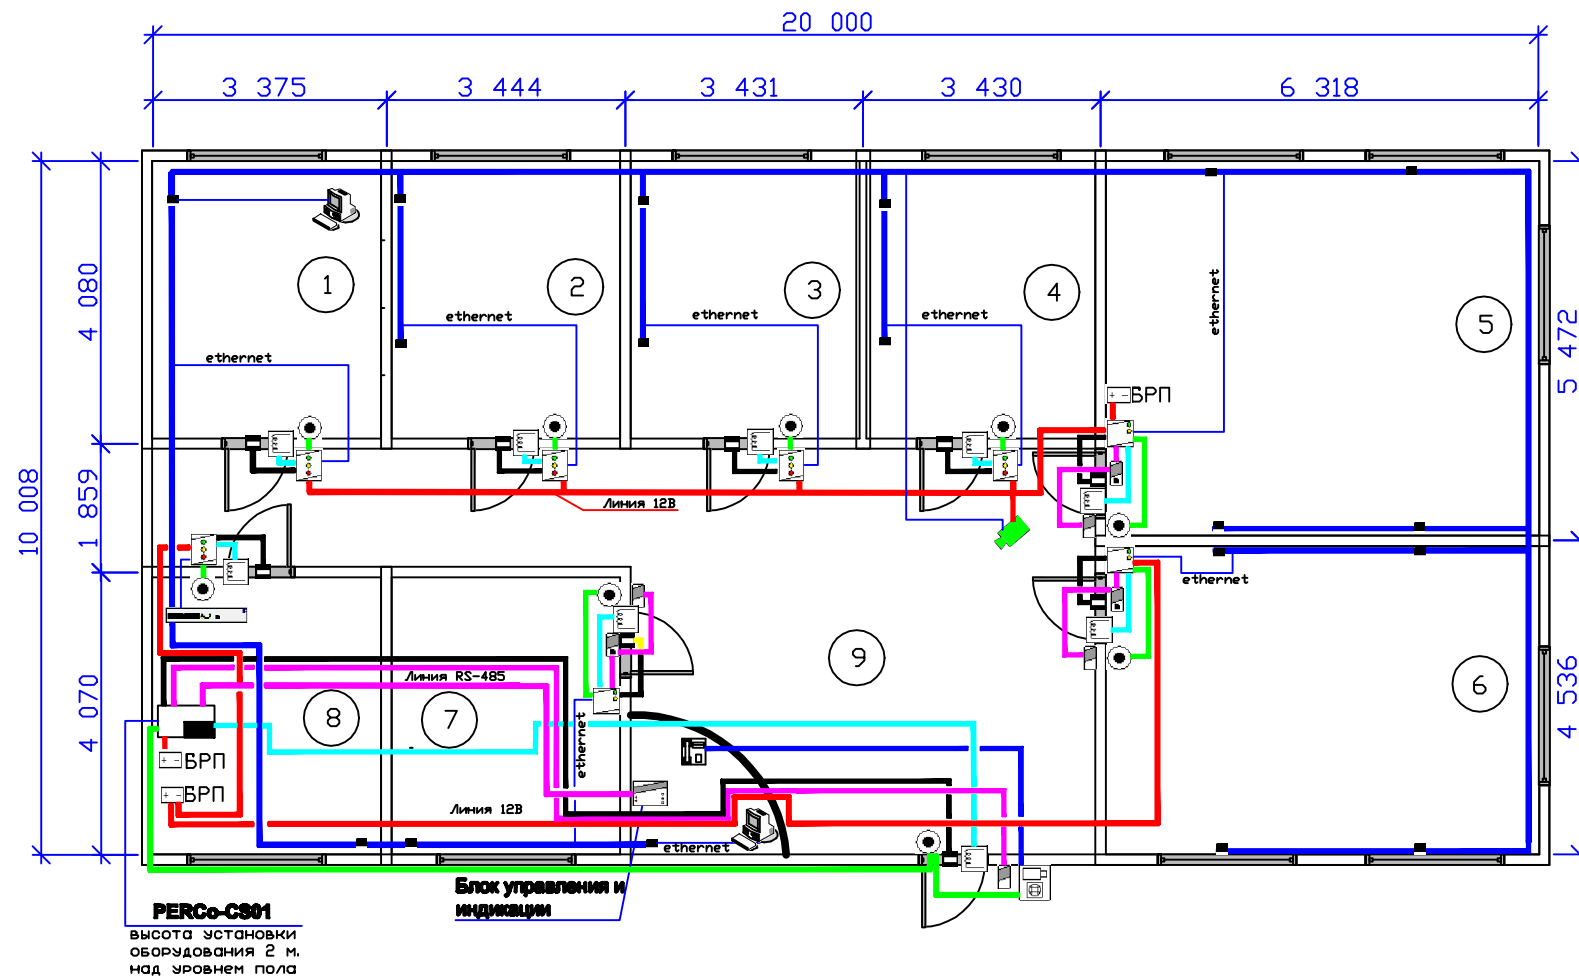 20 000
3 375
3 444
3 431
3 430
6 318
10 008
4 080
1 859
4 070
5 472
4 536
1
2
3
4
5
6
7
8
9
ethernet
ethernet
ethernet
ethernet
ethernet
БРП
Линия 12В
ethernet
Линия RS-485
ethernet
БРП
БРП
Линия 12В
ethernet
Блок управления и
индикации
PERCo-CS01
ВЫСОТА УСТАНОВКИ
ОБОРУДОВАНИЯ 2 М.
НАД УРОВНЕМ ПОЛА